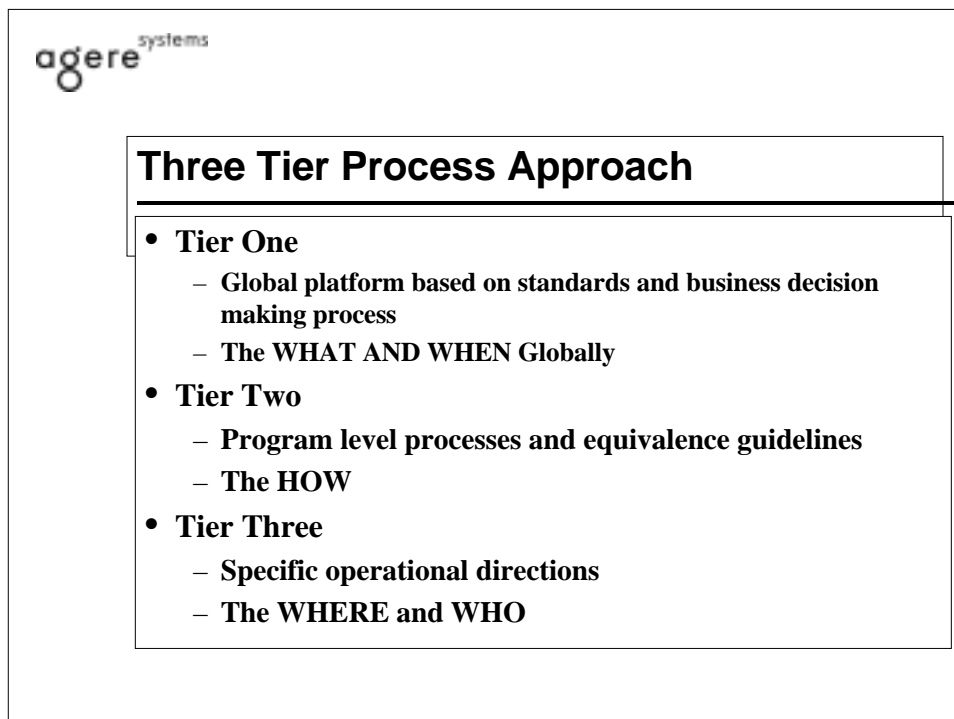 agere systems
Three Tier Process Approach
• Tier One
– Global platform based on standards and business decision
making process
– The WHAT AND WHEN Globally
• Tier Two
– Program level processes and equivalence guidelines
– The HOW
• Tier Three
– Specific operational directions
– The WHERE and WHO